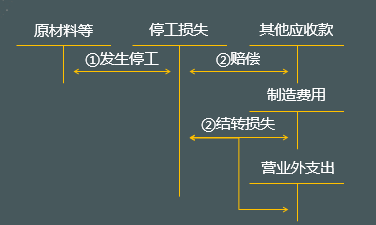 原材料等
停工损失
其他应收款
①发生停工
②赔偿
制造费用
②结转损失
营业外支出